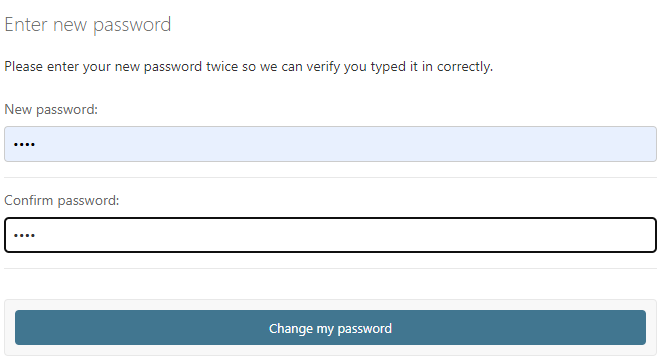 Enter new password
Please enter your new password twice so we can verify you typed it in correctly.
New password:
••••
Confirm password:
••••
Change my password